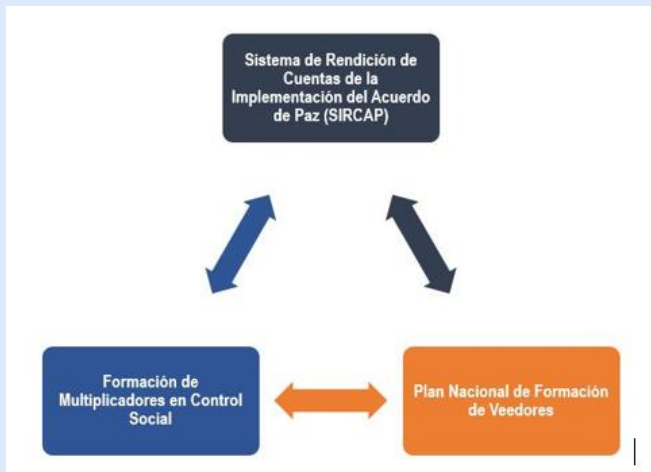 Sistema de Rendición de
Cuentas de la
Implementación del Acuerdo
de Paz (SIRCAP)
Formación de
Multiplicadores en Control
Social
Plan Nacional de Formación
de Veedores